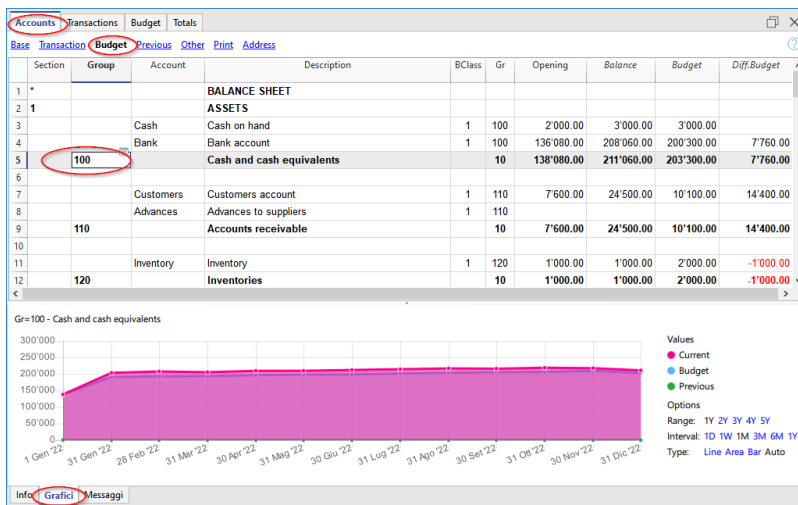 Accounts Transactions Budget Totals
Base Transaction Budget Previous Other Print Address
Section Group Account Description BClass Gr Opening Balance Budget Diff.Budget
1 * BALANCE SHEET
2 1 ASSETS
3 Cash Cash on hand 1 100 2'000.00 3'000.00 3'000.00
4 Bank Bank account 1 100 136'080.00 208'060.00 200'300.00 7'760.00
5 100 Cash and cash equivalents 10 138'080.00 211'060.00 203'300.00 7'760.00
6
7 Customers Customers account 1 110 7'600.00 24'500.00 10'100.00 14'400.00
8 Advances Advances to suppliers 1 110
9 110 Accounts receivable 10 7'600.00 24'500.00 10'100.00 14'400.00
10
11 Inventory Inventory 1 120 1'000.00 1'000.00 2'000.00 -1'000.00
12 120 Inventories 10 1'000.00 1'000.00 2'000.00 -1'000.00
Gr=100 - Cash and cash equivalents
300'000
250'000
200'000
150'000
100'000
50'000
0
1 Gen '22 31 Gen '22 28 Feb '22 31 Mar '22 30 Apr '22 31 Mag '22 30 Giu '22 31 Lug '22 31 Ago '22 30 Set '22 31 Ott '22 30 Nov '22 31 Dic '22
Values
Current
Budget
Previous
Options
Range: 1Y 2Y 3Y 4Y 5Y
Interval: 1D 1W 1M 3M 6M 1Y
Type: Line Area Bar Auto
Info Grafici Messaggi